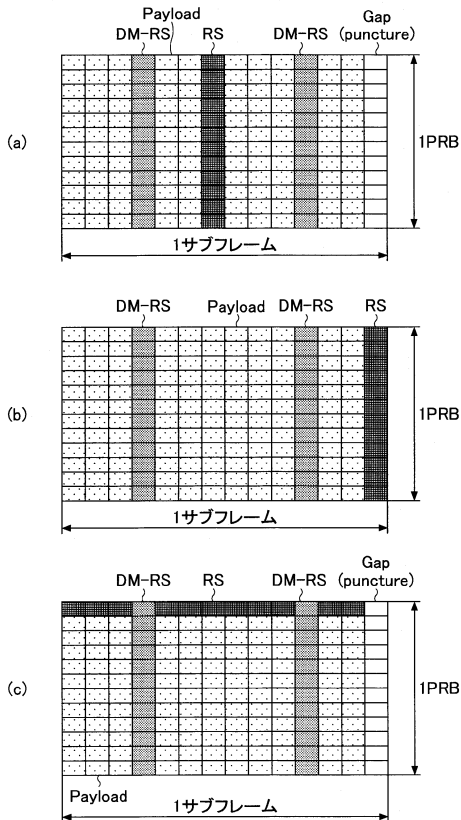 Payload
Gap
DM-RS
RS
DM-RS
(puncture)
(a)
1PRB
1サブフレーム
DM-RS
Payload
DM-RS
RS
(b)
1PRB
1サブフレーム
Gap
DM-RS
RS
DM-RS
(puncture)
(c)
1PRB
Payload
1サブフレーム